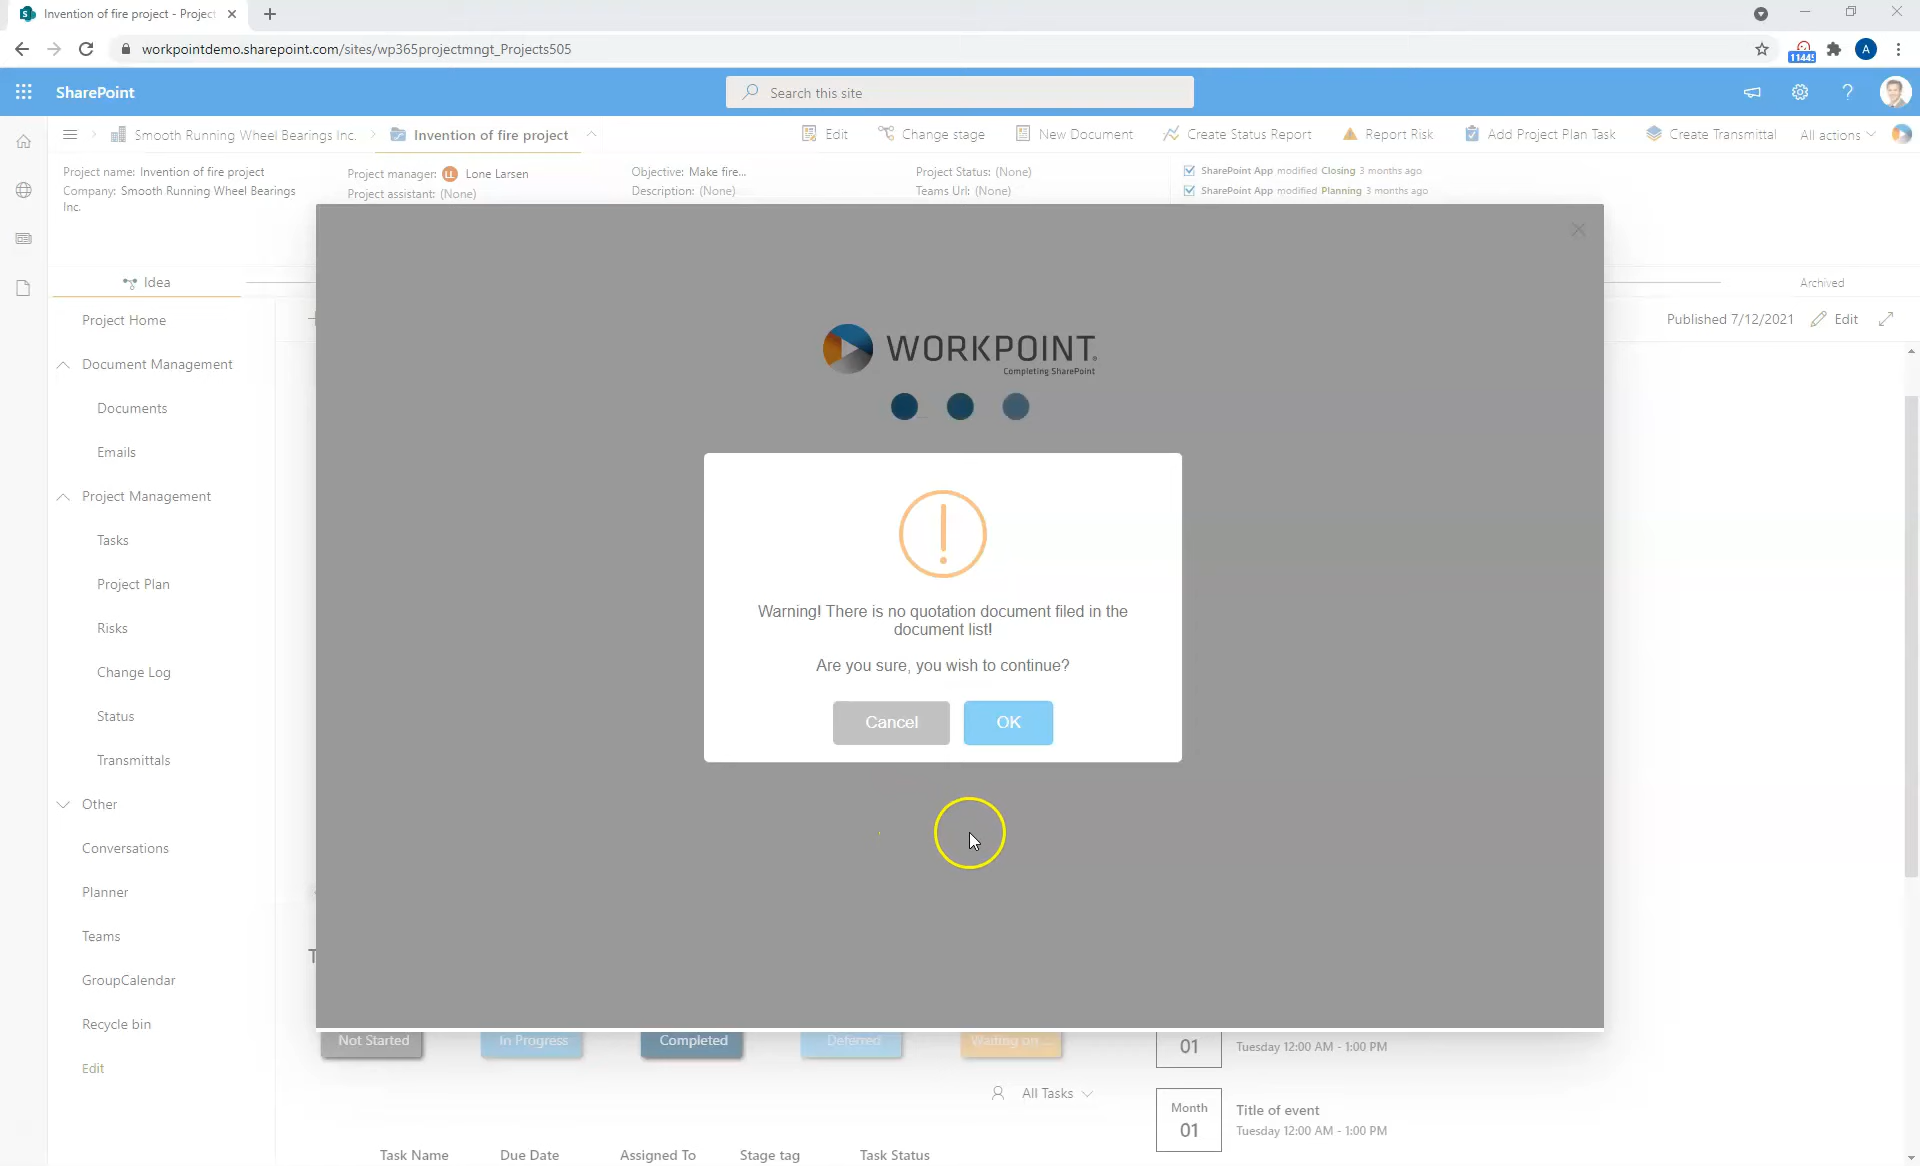 Invention of fire project - Project
workpointdemo.sharepoint.com/sites/wp365projectmngt_Projects505
11445
A
SharePoint
Search this site
?
Smooth Running Wheel Bearings Inc.
Invention of fire project
Edit
Change stage
New Document
Create Status Report
Report Risk
Add Project Plan Task
Create Transmittal
All actions
Project name: Invention of fire project
Company: Smooth Running Wheel Bearings
Inc.
Project manager: LL Lone Larsen
Project assistant: (None)
Objective: Make fire...
Description: (None)
Project Status: (None)
Teams Url: (None)
SharePoint App modified Closing 3 months ago
SharePoint App modified Planning 3 months ago
Idea
Archived
Published 7/12/2021
Edit
Project Home
Document Management
Documents
Emails
Project Management
Tasks
Project Plan
Risks
Change Log
Status
Transmittals
Other
Conversations
Planner
Teams
GroupCalendar
Recycle bin
Edit
WORKPOINT®
Completing SharePoint
Warning! There is no quotation document filed in the
document list!
Are you sure, you wish to continue?
Cancel
OK
T
Not Started
In Progress
Completed
Deferred
Waiting on ...
All Tasks
Task Name
Due Date
Assigned To
Stage tag
Task Status
01
Tuesday 12:00 AM - 1:00 PM
Month
01
Title of event
Tuesday 12:00 AM - 1:00 PM